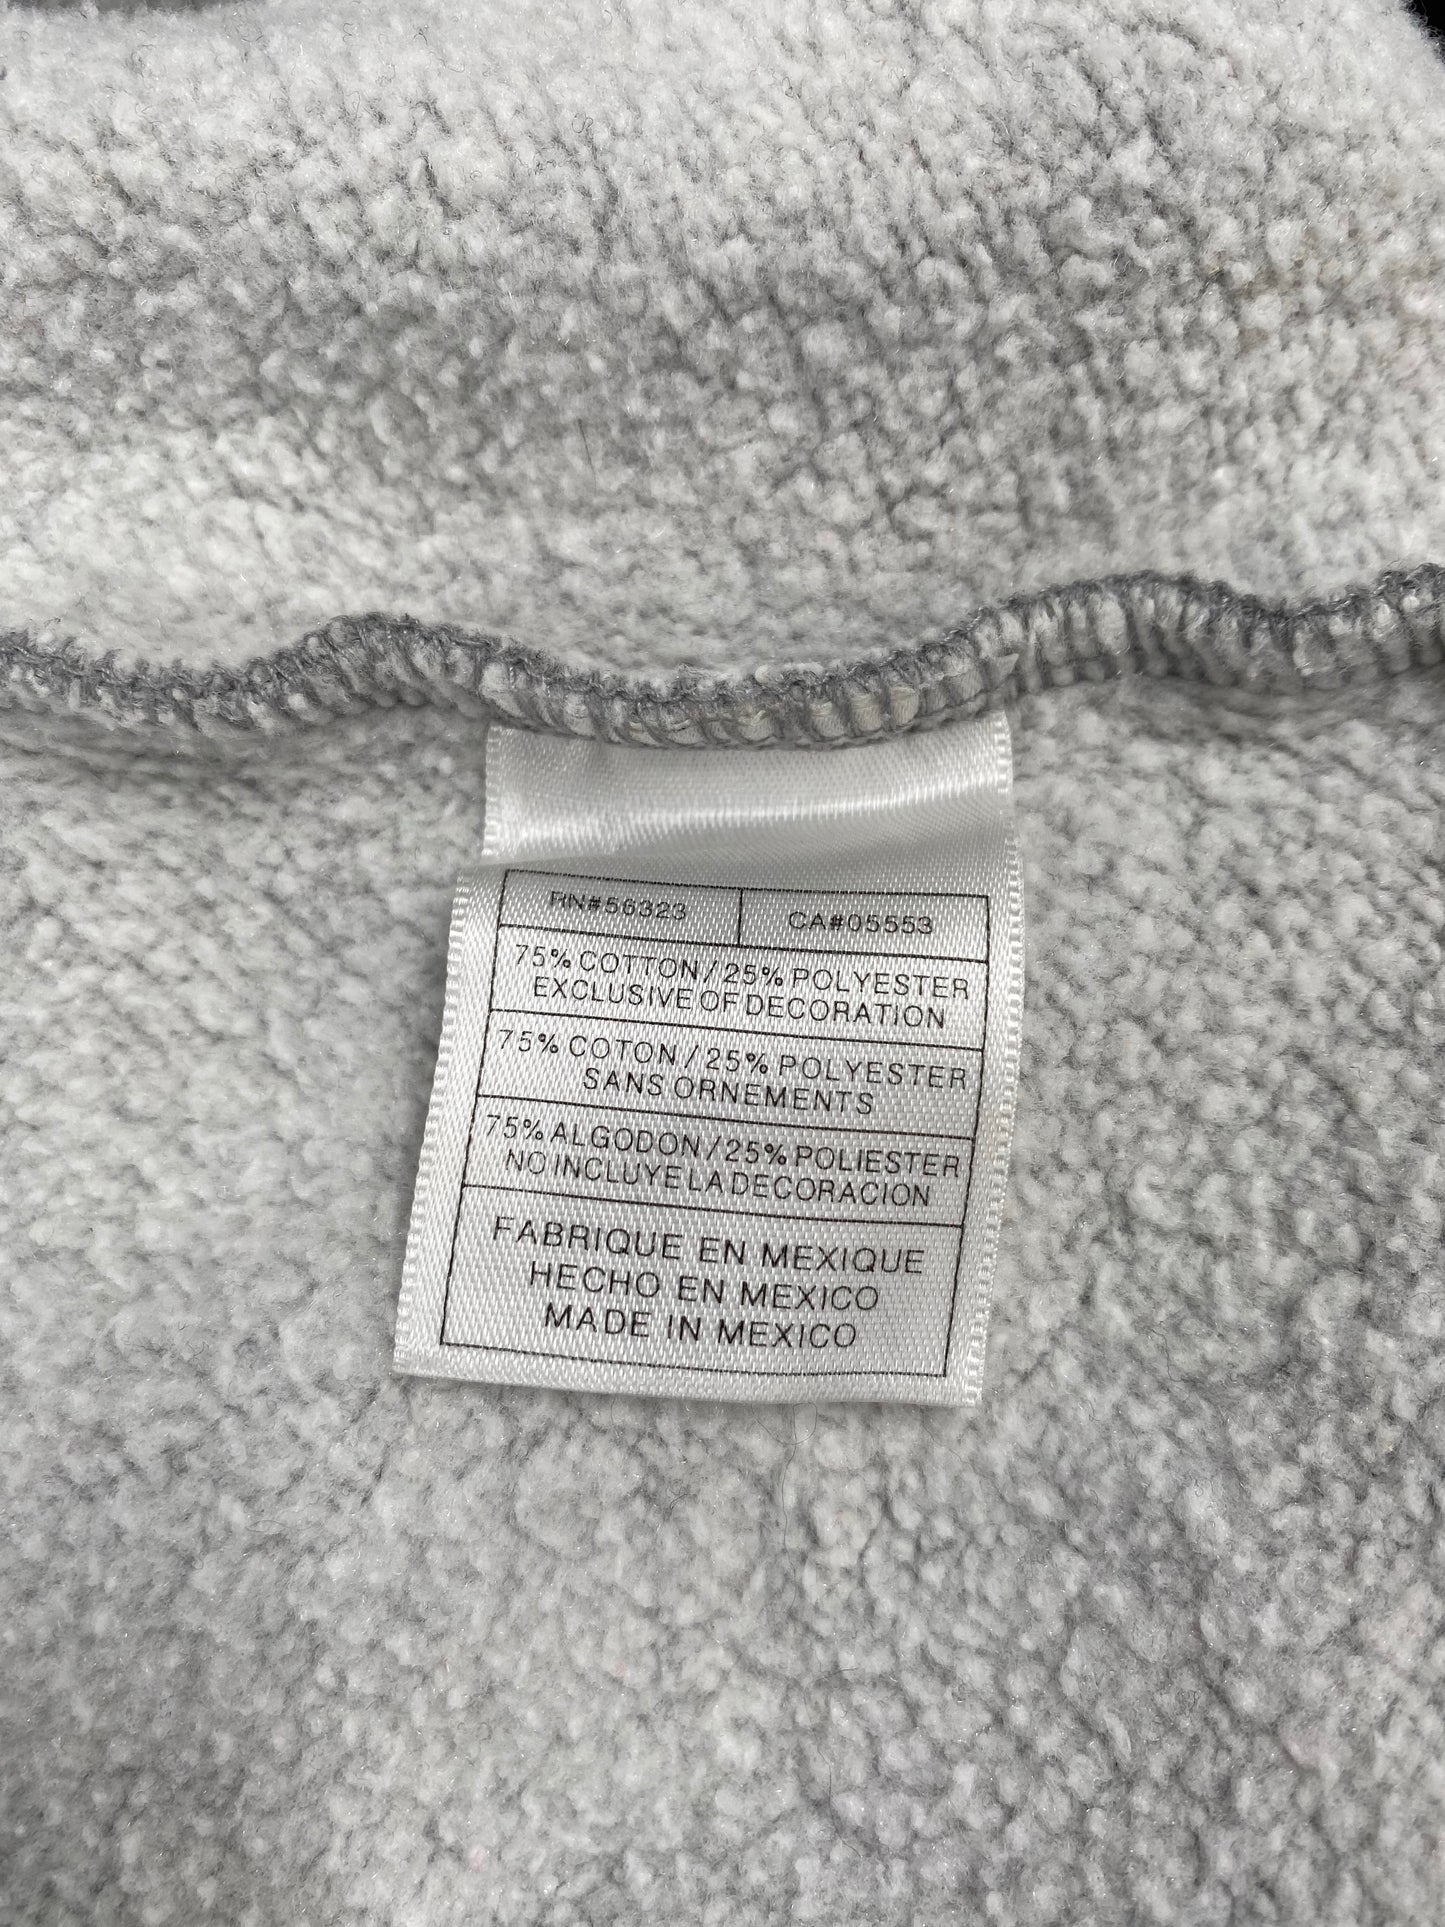 RN#56323 CA#05553
75% COTTON/25% POLYESTER
EXCLUSIVE OF DECORATION
75% COTON/25% POLYESTER
SANS ORNEMENTS
75% ALGODON/25% POLIESTER
NO INCLUYE LA DECORACION
FABRIQUE EN MEXIQUE
HECHO EN MEXICO
MADE IN MEXICO